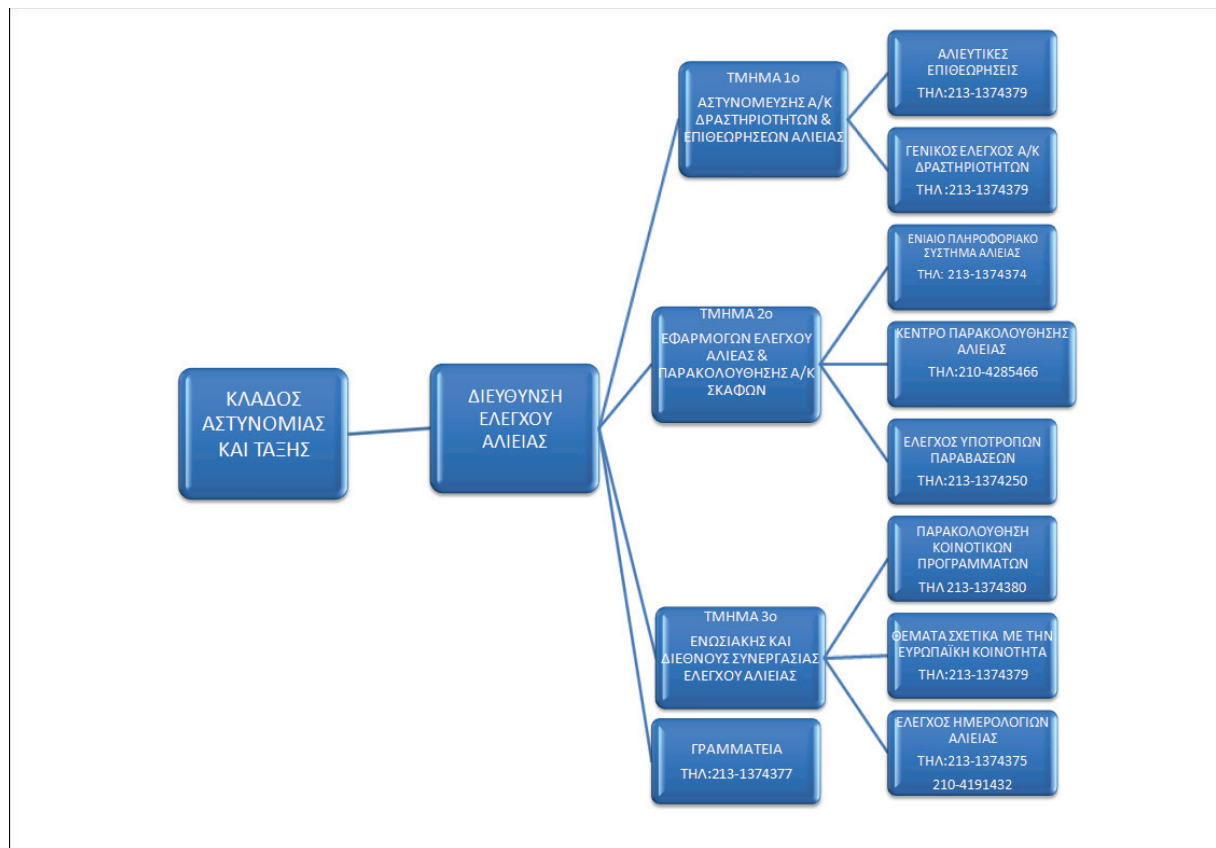 ΚΛΑΔΟΣ
ΑΣΤΥΝΟΜΙΑΣ
ΚΑΙ ΤΑΞΗΣ
ΔΙΕΥΘΥΝΣΗ
ΕΛΕΓΧΟΥ
ΑΛΙΕΙΑΣ
ΤΜΗΜΑ 1ο
ΑΣΤΥΝΟΜΕΥΣΗΣ Α/Κ
ΔΡΑΣΤΗΡΙΟΤΗΤΩΝ &
ΕΠΙΘΕΩΡΗΣΕΩΝ ΑΛΙΕΙΑΣ
ΑΛΙΕΥΤΙΚΕΣ
ΕΠΙΘΕΩΡΗΣΕΙΣ
ΤΗΛ:213-1374379
ΓΕΝΙΚΟΣ ΕΛΕΓΧΟΣ Α/Κ
ΔΡΑΣΤΗΡΙΟΤΗΤΩΝ
ΤΗΛ :213-1374379
ΤΜΗΜΑ 2ο
ΕΦΑΡΜΟΓΩΝ ΕΛΕΓΧΟΥ
ΑΛΙΕΑΣ &
ΠΑΡΑΚΟΛΟΥΘΗΣΗΣ Α/Κ
ΣΚΑΦΩΝ
ΕΝΙΑΙΟ ΠΛΗΡΟΦΟΡΙΑΚΟ
ΣΥΣΤΗΜΑ ΑΛΙΕΙΑΣ
ΤΗΛ: 213-1374374
ΚΕΝΤΡΟ ΠΑΡΑΚΟΛΟΥΘΗΣΗΣ
ΑΛΙΕΙΑΣ
ΤΗΛ:210-4285466
ΕΛΕΓΧΟΣ ΥΠΟΤΡΟΠΩΝ
ΠΑΡΑΒΑΣΕΩΝ
ΤΗΛ:213-1374250
ΤΜΗΜΑ 3ο
ΕΝΩΣΙΑΚΗΣ ΚΑΙ
ΔΙΕΘΝΟΥΣ ΣΥΝΕΡΓΑΣΙΑΣ
ΕΛΕΓΧΟΥ ΑΛΙΕΙΑΣ
ΠΑΡΑΚΟΛΟΥΘΗΣΗ
ΚΟΙΝΟΤΙΚΩΝ
ΠΡΟΓΡΑΜΜΑΤΩΝ
ΤΗΛ 213-1374380
ΘΕΜΑΤΑ ΣΧΕΤΙΚΑ ΜΕ ΤΗΝ
ΕΥΡΩΠΑΪΚΗ ΚΟΙΝΟΤΗΤΑ
ΤΗΛ:213-1374379
ΕΛΕΓΧΟΣ ΗΜΕΡΟΛΟΓΙΩΝ
ΑΛΙΕΙΑΣ
ΤΗΛ:213-1374375
210-4191432
ΓΡΑΜΜΑΤΕΙΑ
ΤΗΛ:213-1374377